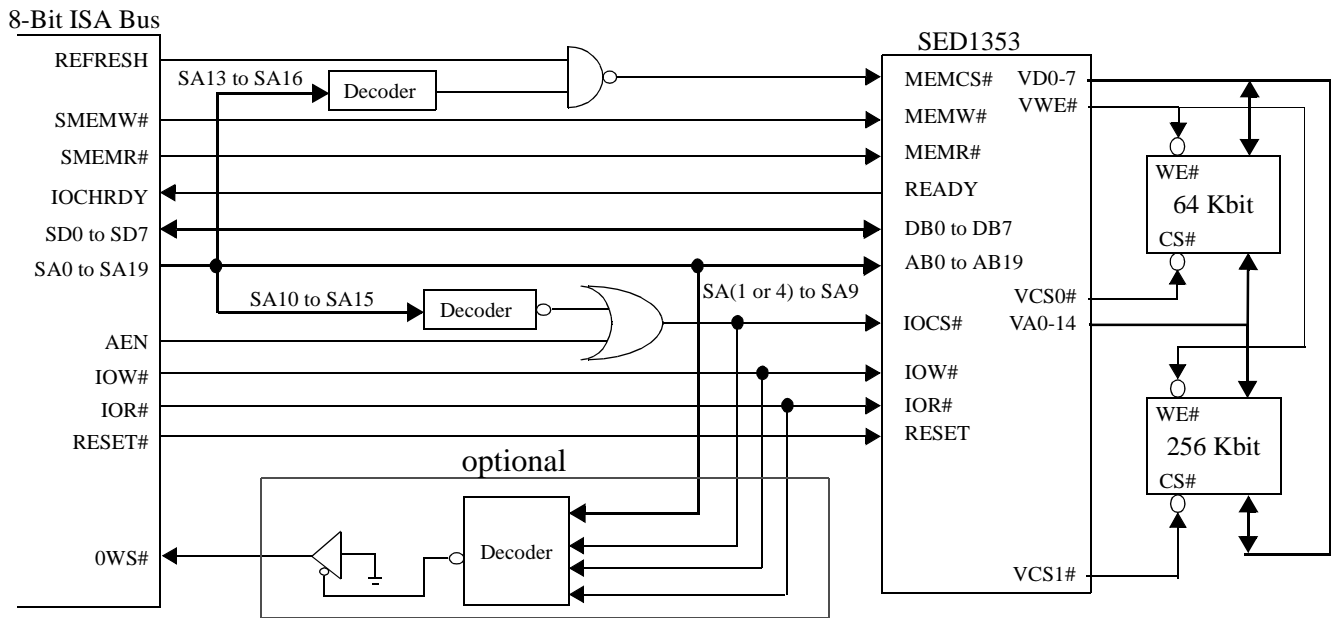 8-Bit ISA Bus
REFRESH
SA13 to SA16
Decoder
SMEMW#
SMEMR#
IOCHRDY
SD0 to SD7
SA0 to SA19
SA10 to SA15
Decoder
SA(1 or 4) to SA9
AEN
IOW#
IOR#
RESET#
optional
Decoder
0WS#
SED1353
MEMCS#
MEMW#
MEMR#
READY
DB0 to DB7
AB0 to AB19
IOCS#
IOW#
IOR#
RESET
VD0-7
VWE#
VCS0#
VA0-14
VCS1#
WE#
64 Kbit
CS#
WE#
256 Kbit
CS#